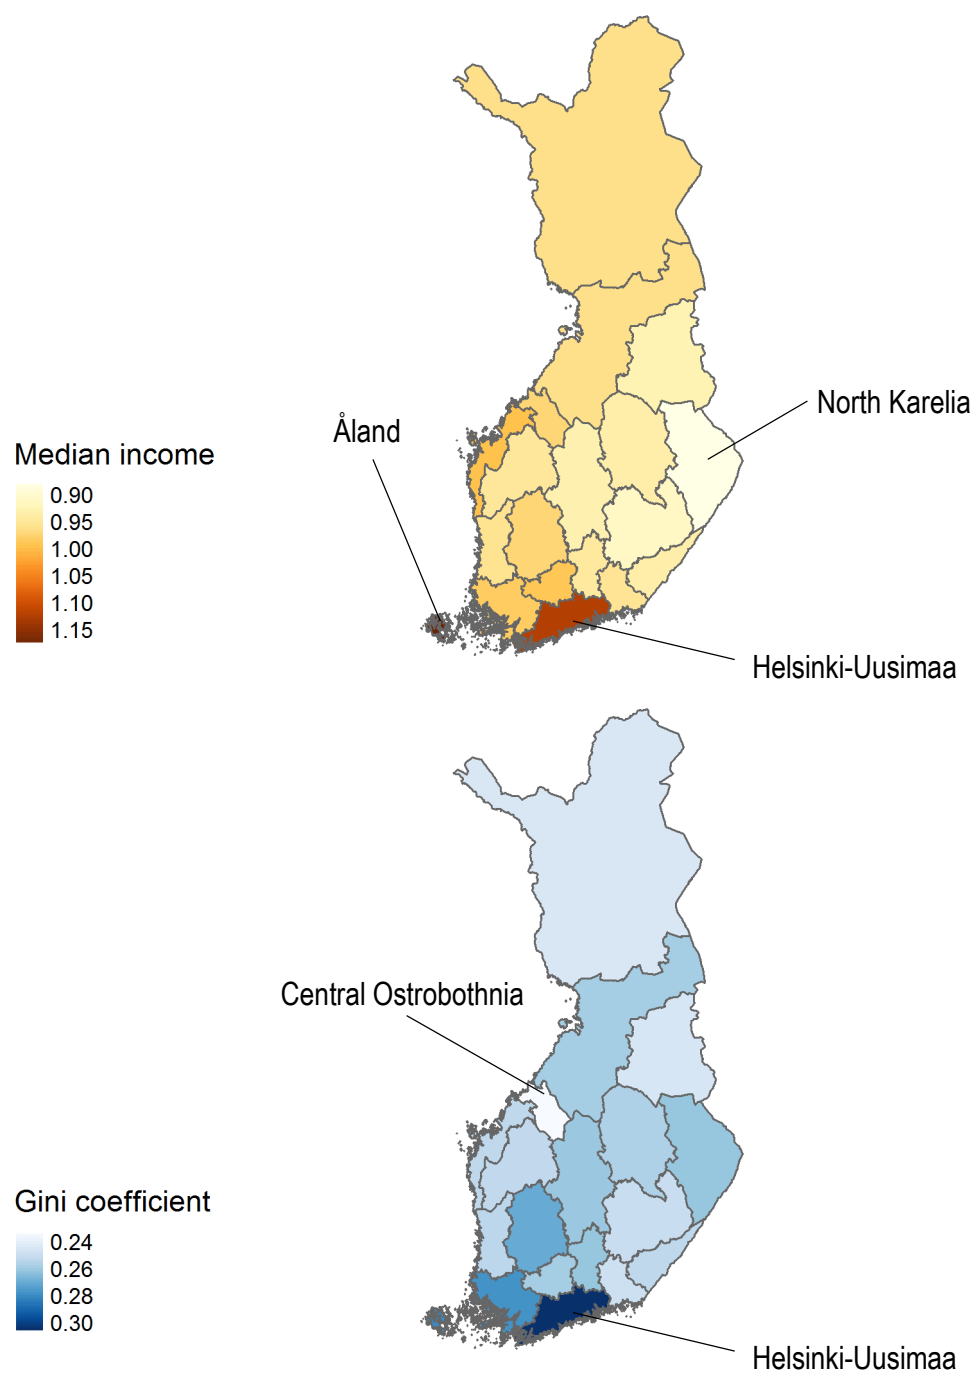 North Karelia
Åland
Median income
0.90
0.95
1.00
1.05
1.10
1.15
Helsinki-Uusimaa
Central Ostrobothnia
Gini coefficient
0.24
0.26
0.28
0.30
Helsinki-Uusimaa